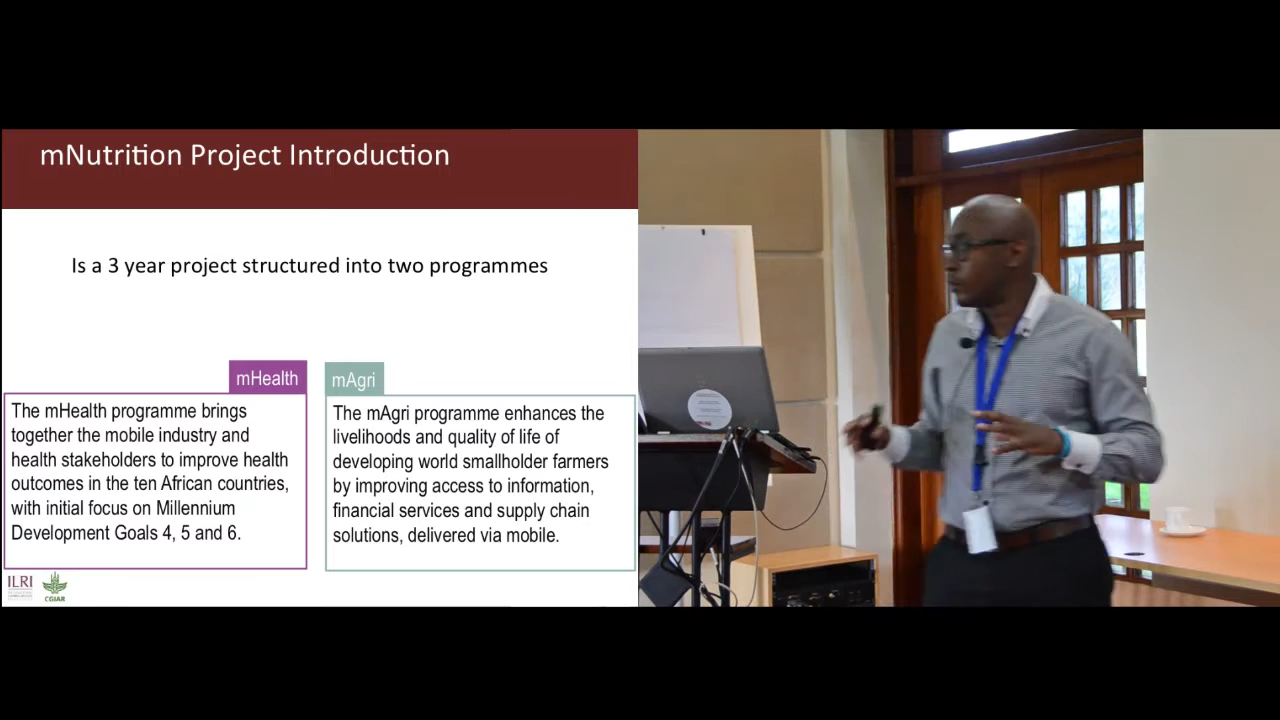 mNutrition Project Introduction
Is a 3 year project structured into two programmes
mHealth
The mHealth programme brings
together the mobile industry and
health stakeholders to improve health
outcomes in the ten African countries,
with initial focus on Millennium
Development Goals 4, 5 and 6.
mAgri
The mAgri programme enhances the
livelihoods and quality of life of
developing world smallholder farmers
by improving access to information,
financial services and supply chain
solutions, delivered via mobile.
ILRI
CGIAR